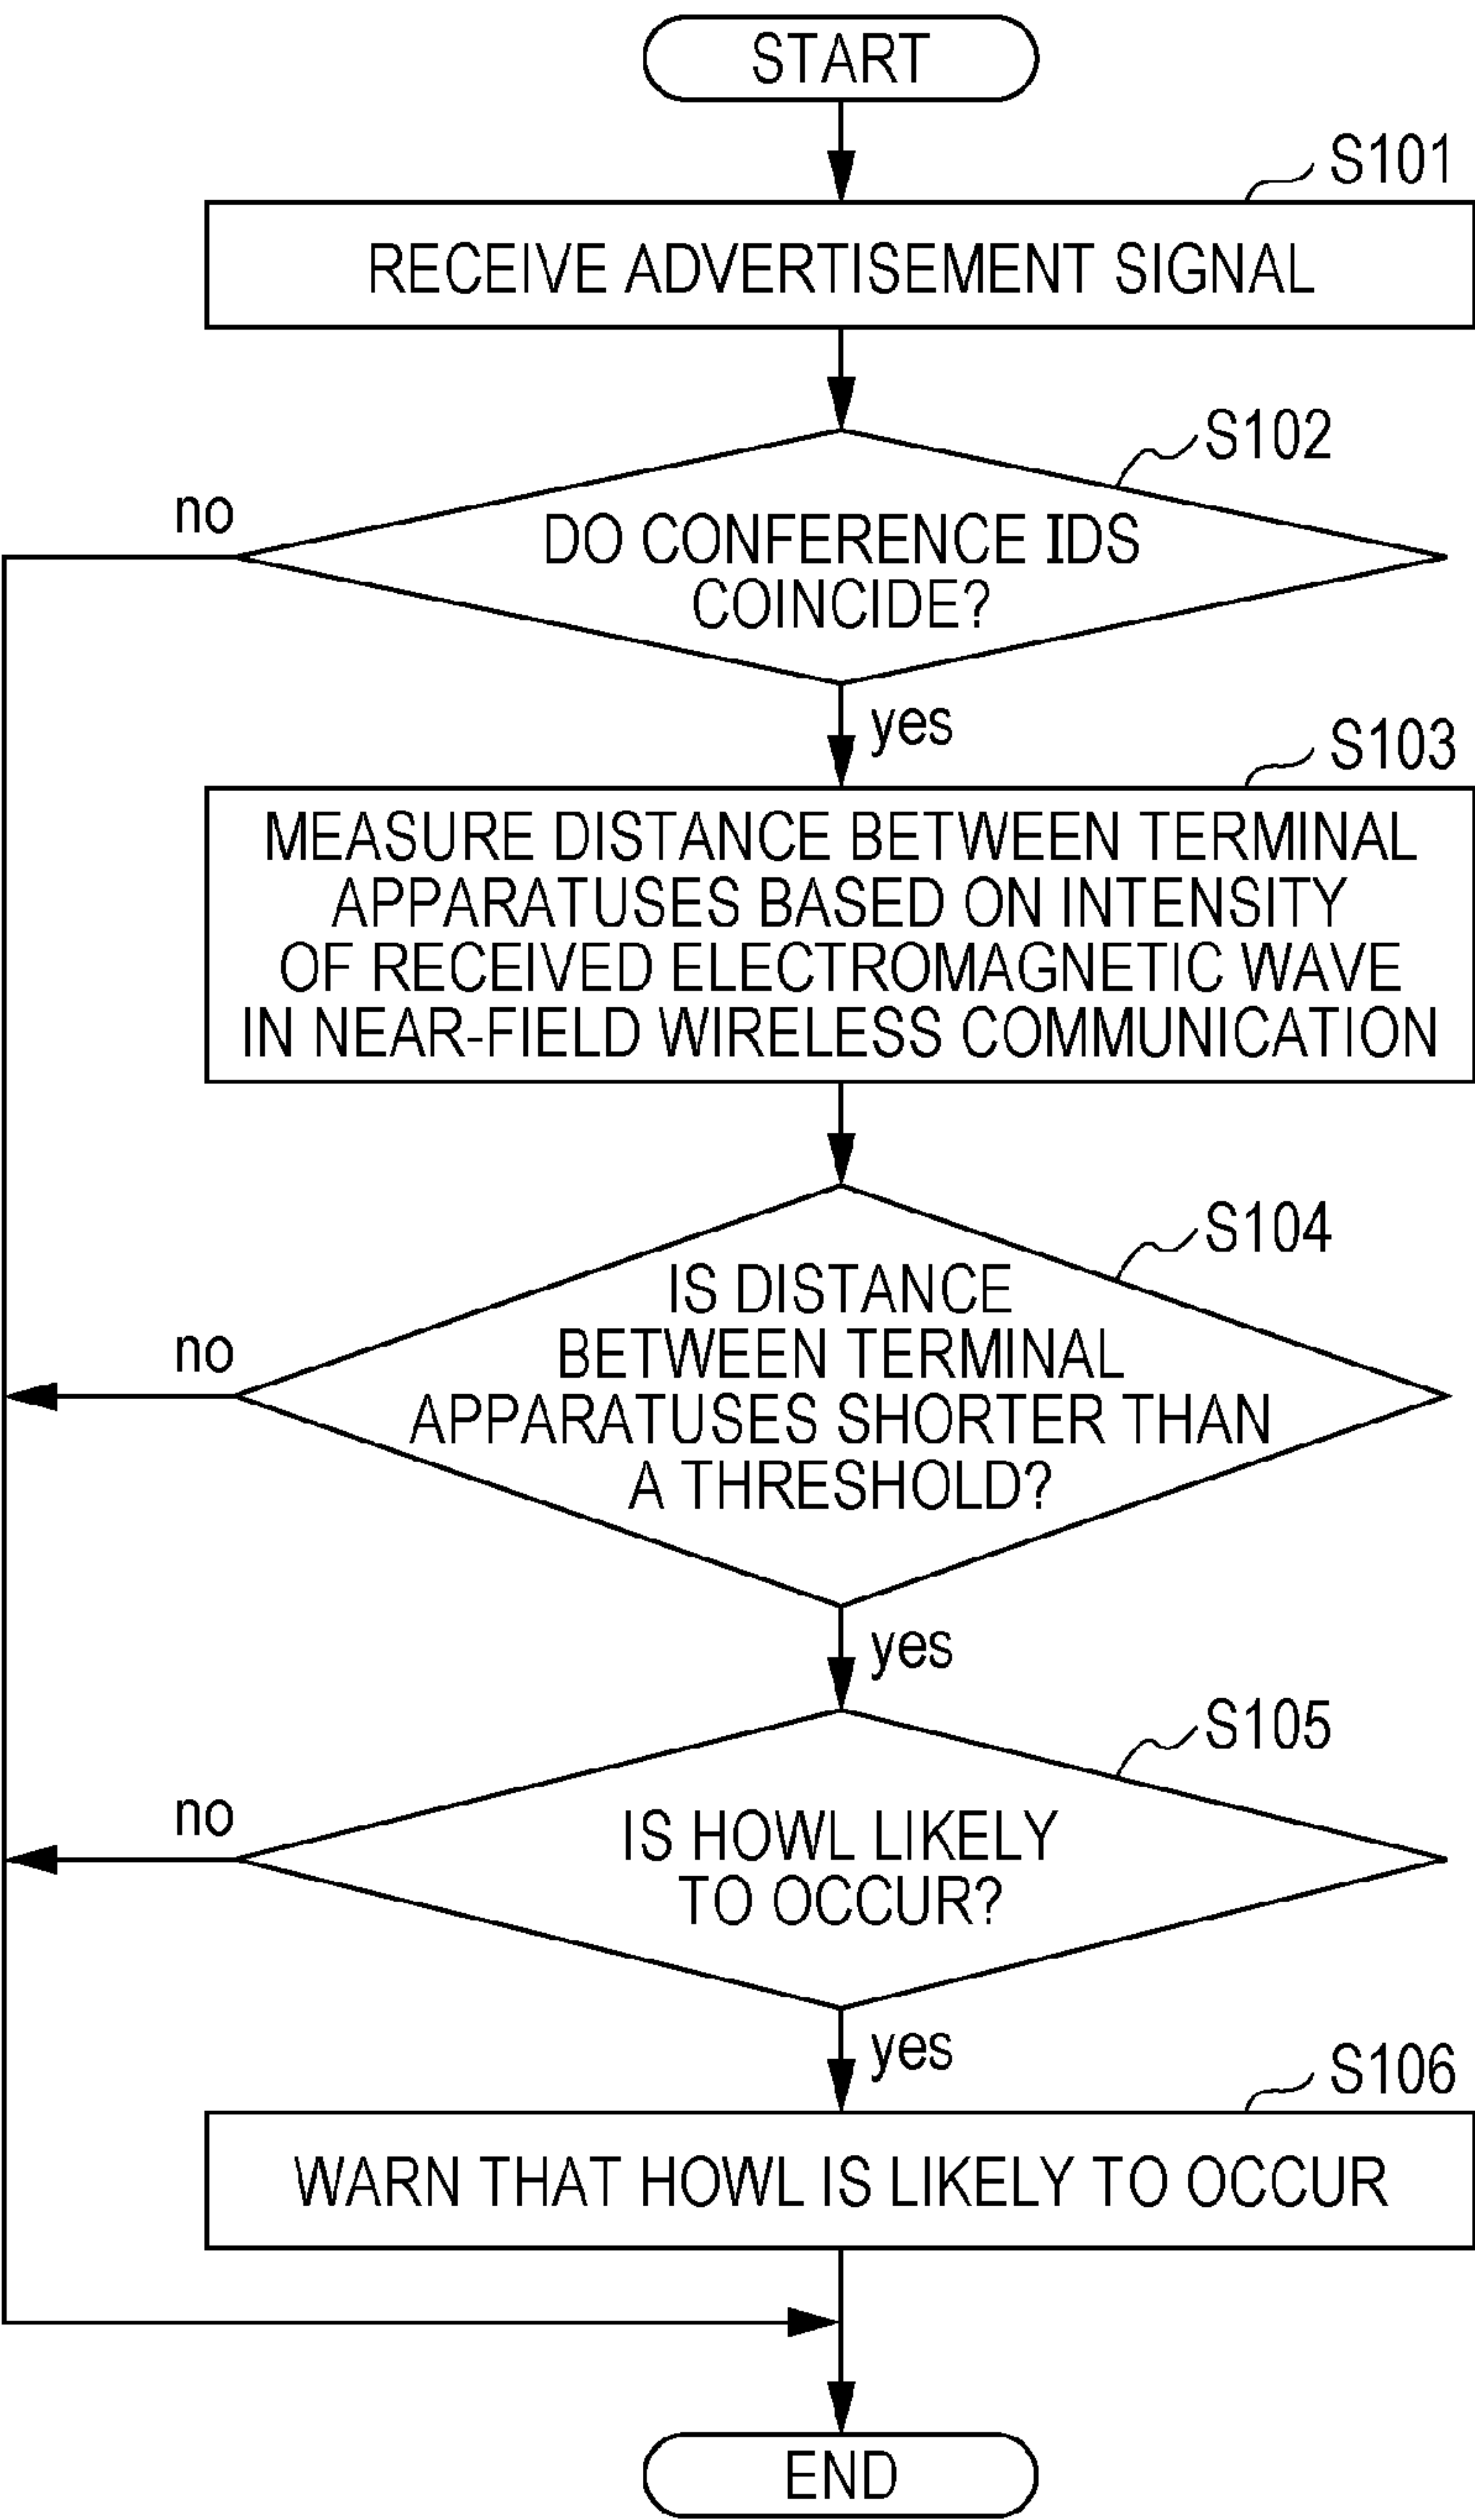 START
S101
RECEIVE ADVERTISEMENT SIGNAL
S102
no
DO CONFERENCE IDS
COINCIDE?
yes
S103
MEASURE DISTANCE BETWEEN TERMINAL
APPARATUSES BASED ON INTENSITY
OF RECEIVED ELECTROMAGNETIC WAVE
IN NEAR-FIELD WIRELESS COMMUNICATION
S104
IS DISTANCE
no
BETWEEN TERMINAL
APPARATUSES SHORTER THAN
A THRESHOLD?
yes
S105
no
IS HOWL LIKELY
TO OCCUR?
yes
S106
WARN THAT HOWL IS LIKELY TO OCCUR
END